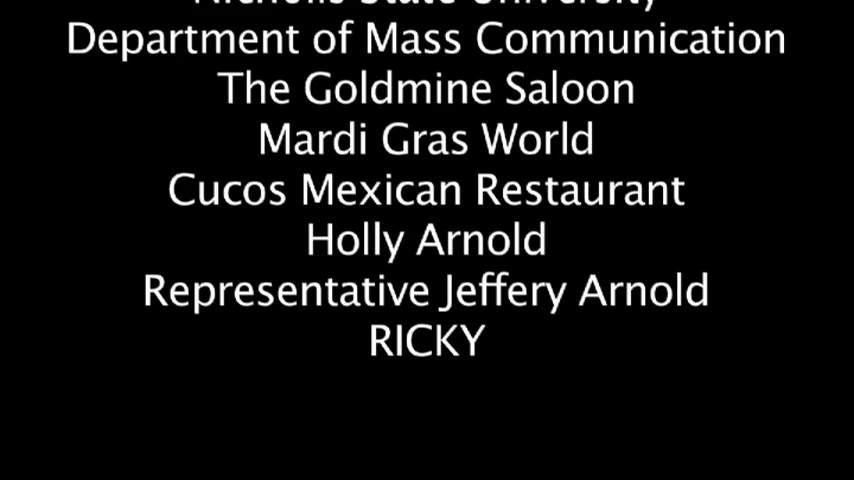 Nicholls State University
Department of Mass Communication
The Goldmine Saloon
Mardi Gras World
Cucos Mexican Restaurant
Holly Arnold
Representative Jeffery Arnold
RICKY